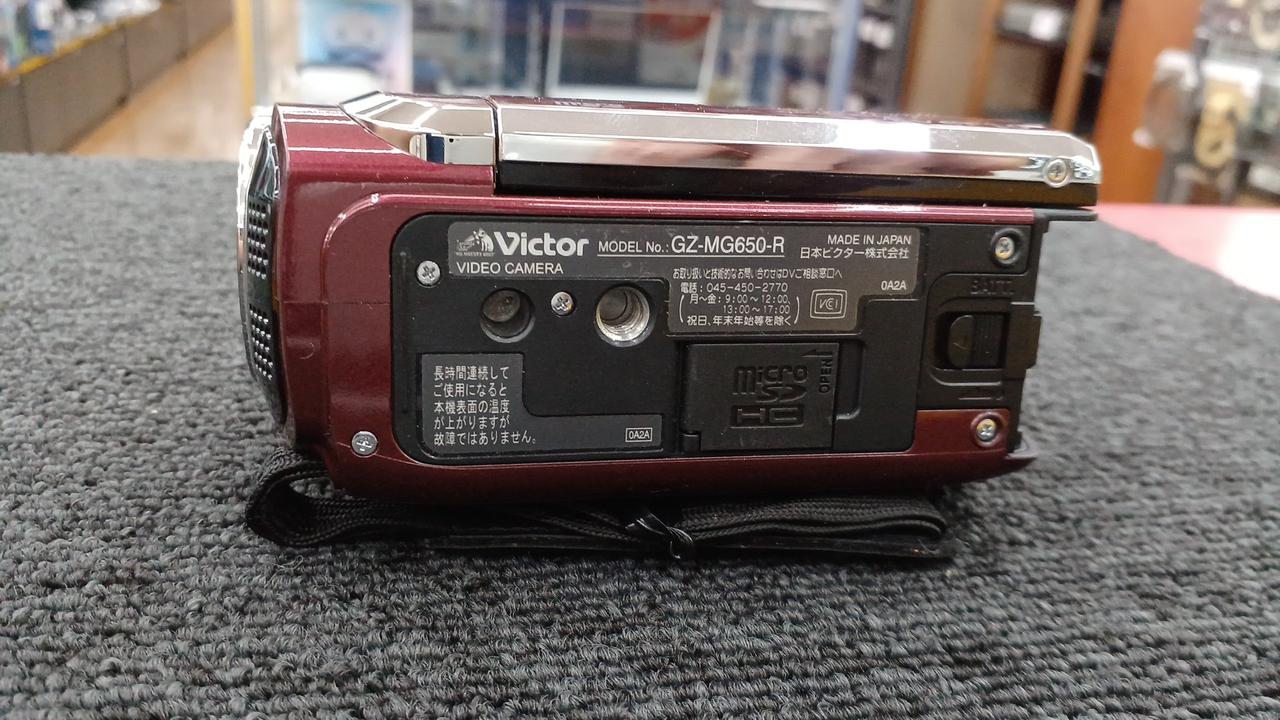 Victor MODEL No.: GZ-MG650-R
VIDEO CAMERA
MADE IN JAPAN
日本ビクター株式会社
お取り扱いと技術的なお問い合わせはDVご相談窓口へ
0A2A
電話：045-450-2770
月〜金：9:00〜12:00,
13:00〜17:00
祝日、年末年始等を除く
VCI
BATT.
OPEN
micro
SD
HC
長時間連続して
ご使用になると
本機表面の温度
が上がりますが
故障ではありません。
0A2A